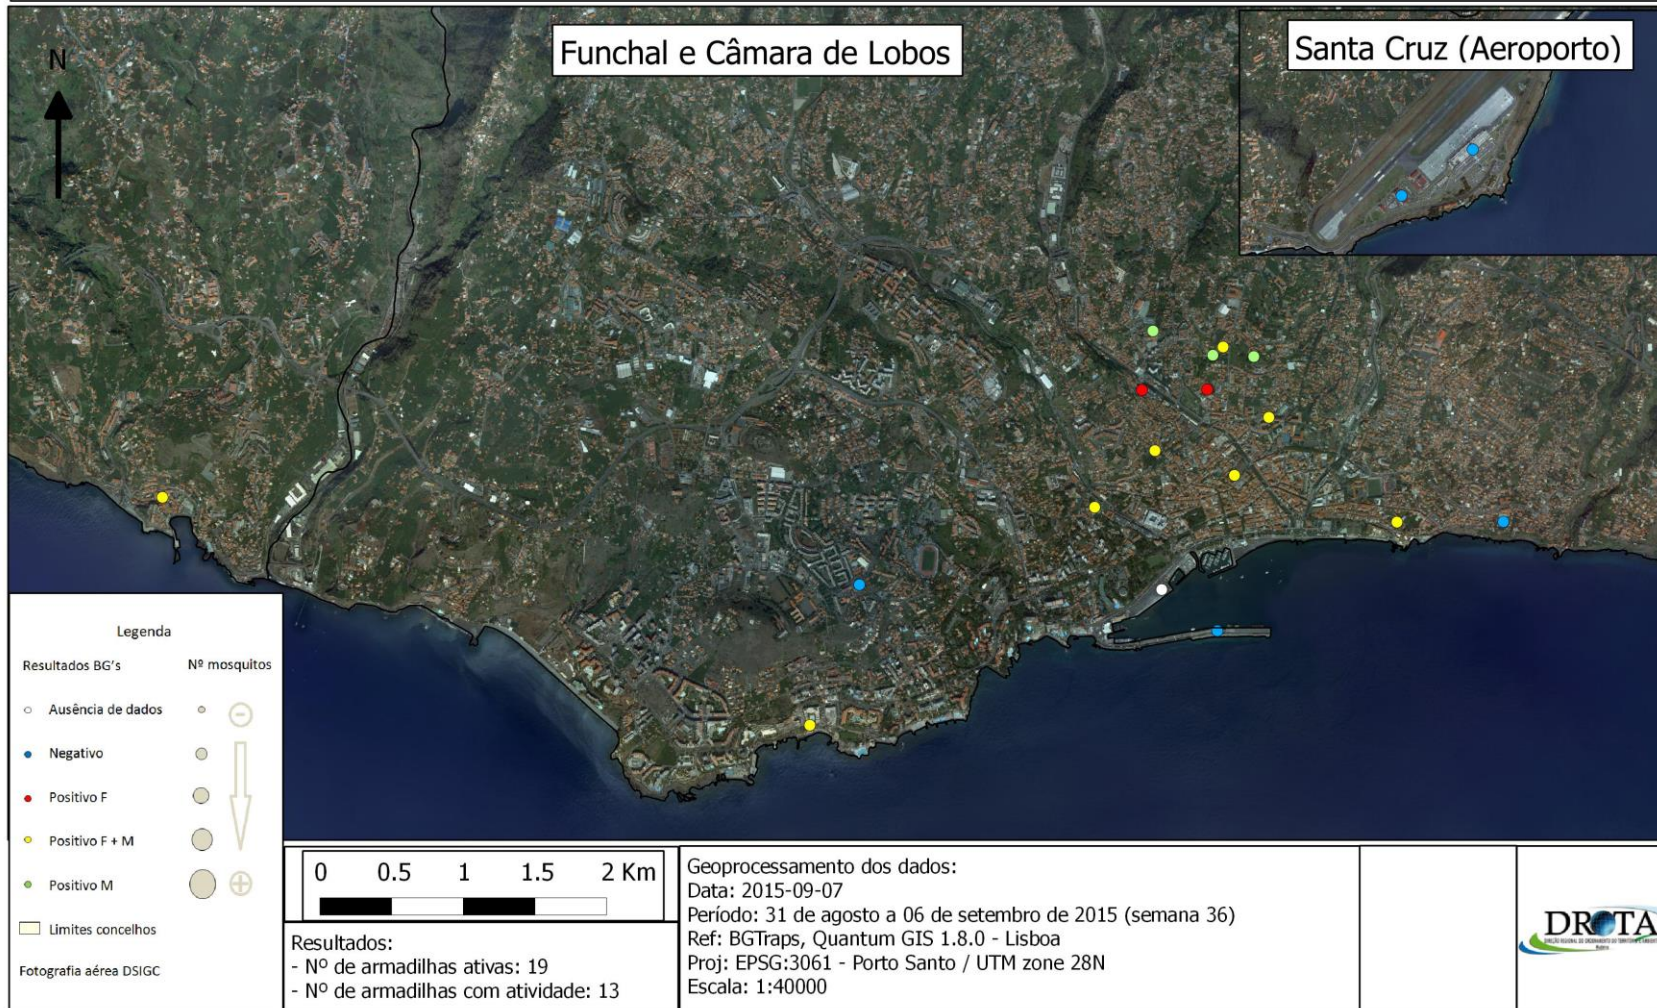 Funchal e Câmara de Lobos
Santa Cruz (Aeroporto)
N
Legenda
Resultados BG's Nº mosquitos
Ausência de dados
Negativo
Positivo F
Positivo F + M
Positivo M
Limites concelhos
Fotografia aérea DSIGC
0 0.5 1 1.5 2 Km
Resultados:
- Nº de armadilhas ativas: 19
- Nº de armadilhas com atividade: 13
Geoprocessamento dos dados:
Data: 2015-09-07
Período: 31 de agosto a 06 de setembro de 2015 (semana 36)
Ref: BGTraps, Quantum GIS 1.8.0 - Lisboa
Proj: EPSG:3061 - Porto Santo / UTM zone 28N
Escala: 1:40000
DROTA